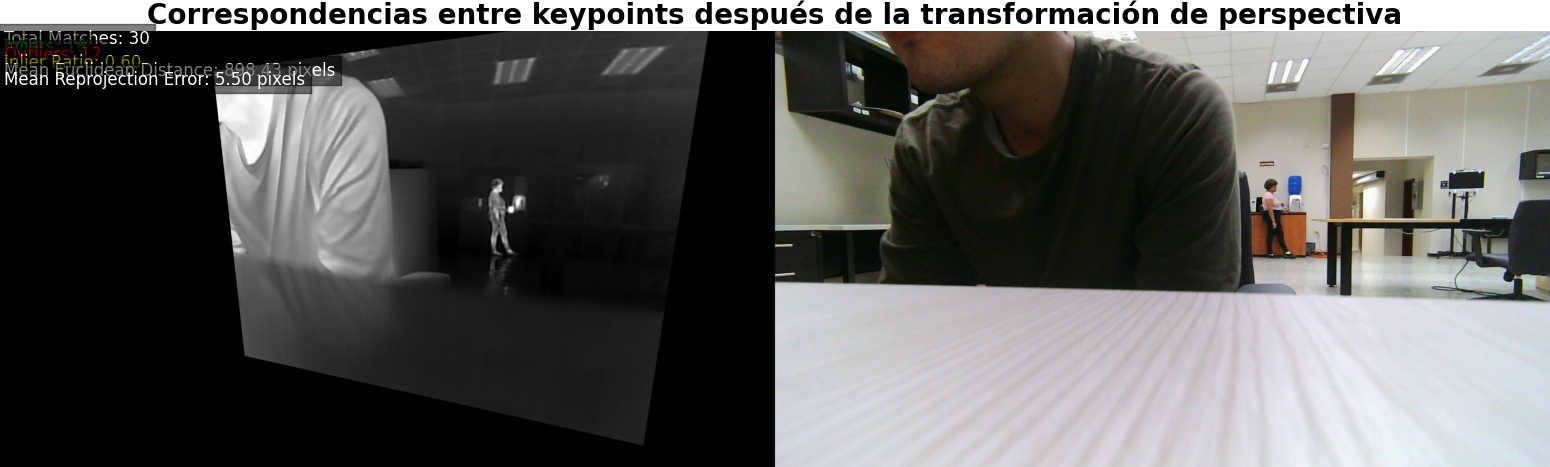 Correspondencias entre keypoints después de la transformación de perspectiva
Total Matches: 30
Outliers: 12
Inlier Ratio: 0.60
Mean Euclidean Distance: 898.43 pixels
Mean Reprojection Error: 5.50 pixels